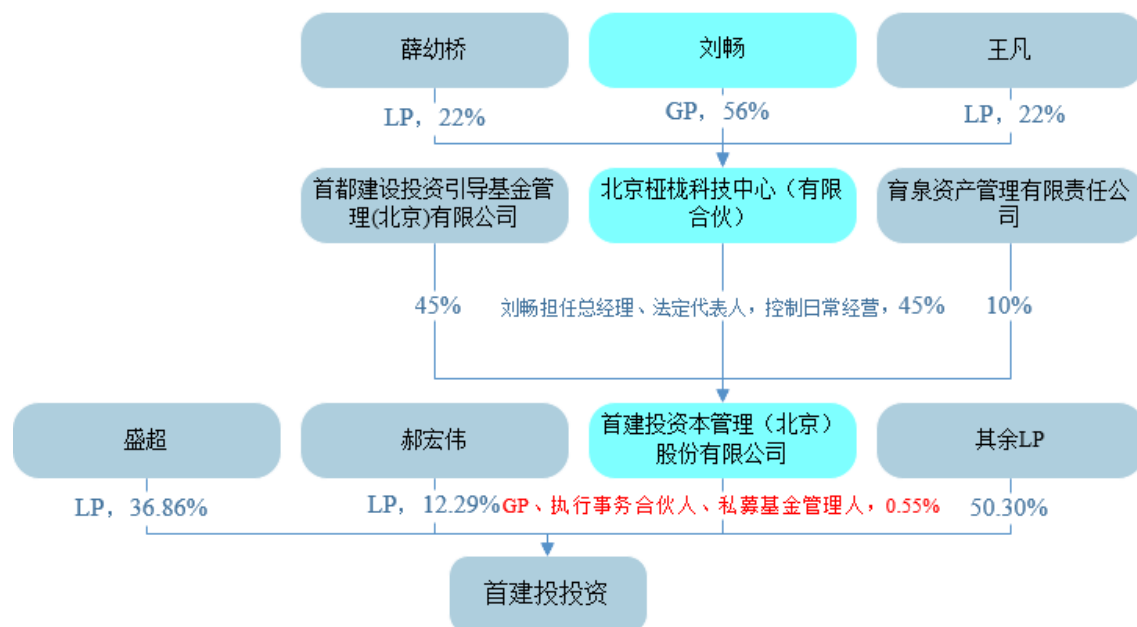 薛幼桥
刘畅
王凡
LP，22%
GP，56%
LP，22%
首都建设投资引导基金管
理(北京)有限公司
北京桠栊科技中心（有限
合伙）
育泉资产管理有限责任公
司
45%
刘畅担任总经理、法定代表人，控制日常经营，45%
10%
盛超
郝宏伟
首建投资本管理（北京）
股份有限公司
其余LP
LP，36.86%
LP，12.29%
GP、执行事务合伙人、私募基金管理人，0.55%
50.30%
首建投投资